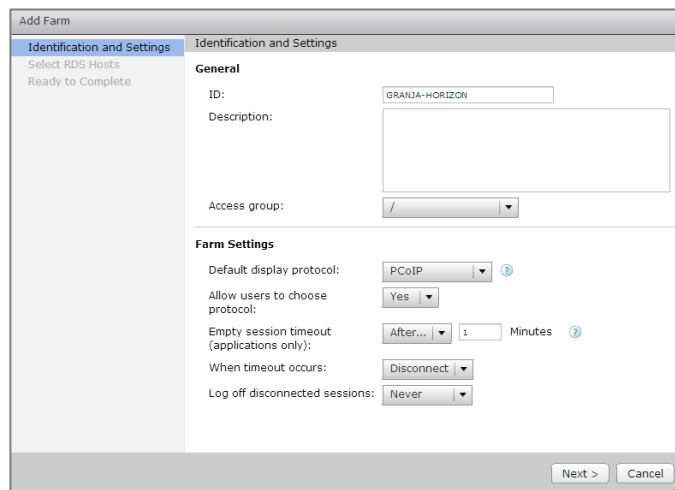 Add Farm
Identification and Settings
Select RDS Hosts
Ready to Complete
Identification and Settings
General
ID: GRANJA-HORIZON
Description:
Access group: /
Farm Settings
Default display protocol: PCoIP ?
Allow users to choose
protocol: Yes
Empty session timeout
(applications only): After... 1 Minutes ?
When timeout occurs: Disconnect
Log off disconnected sessions: Never
Next > Cancel